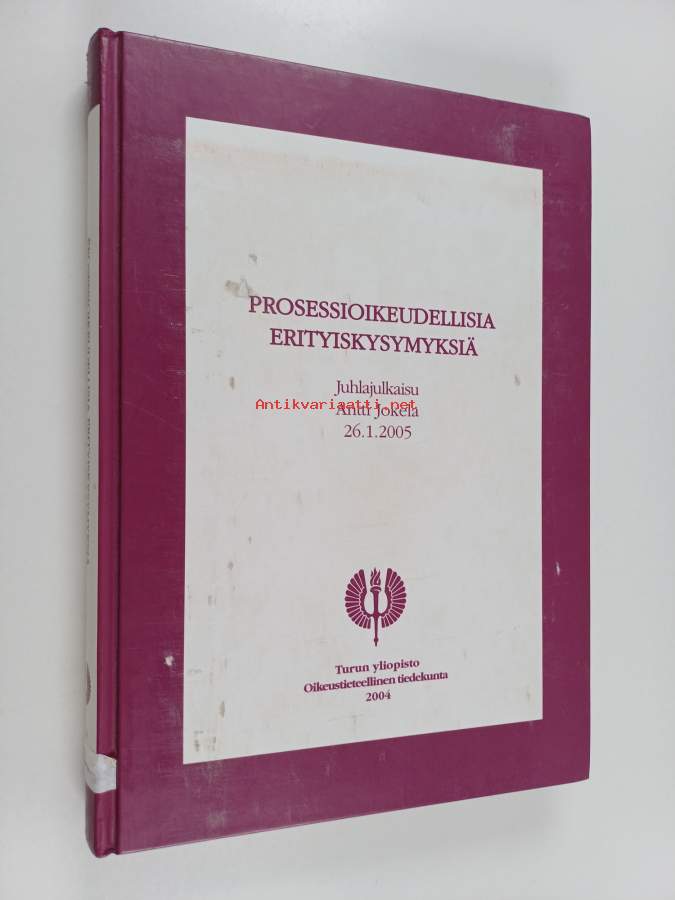 PROSESSIOIKEUDELLISIA
ERITYISKYSYMYKSIÄ
Juhlajulkaisu
Antikvariaatti.net
Antti Jokela
26.1.2005
Turun yliopisto
Oikeustieteellinen tiedekunta
2004